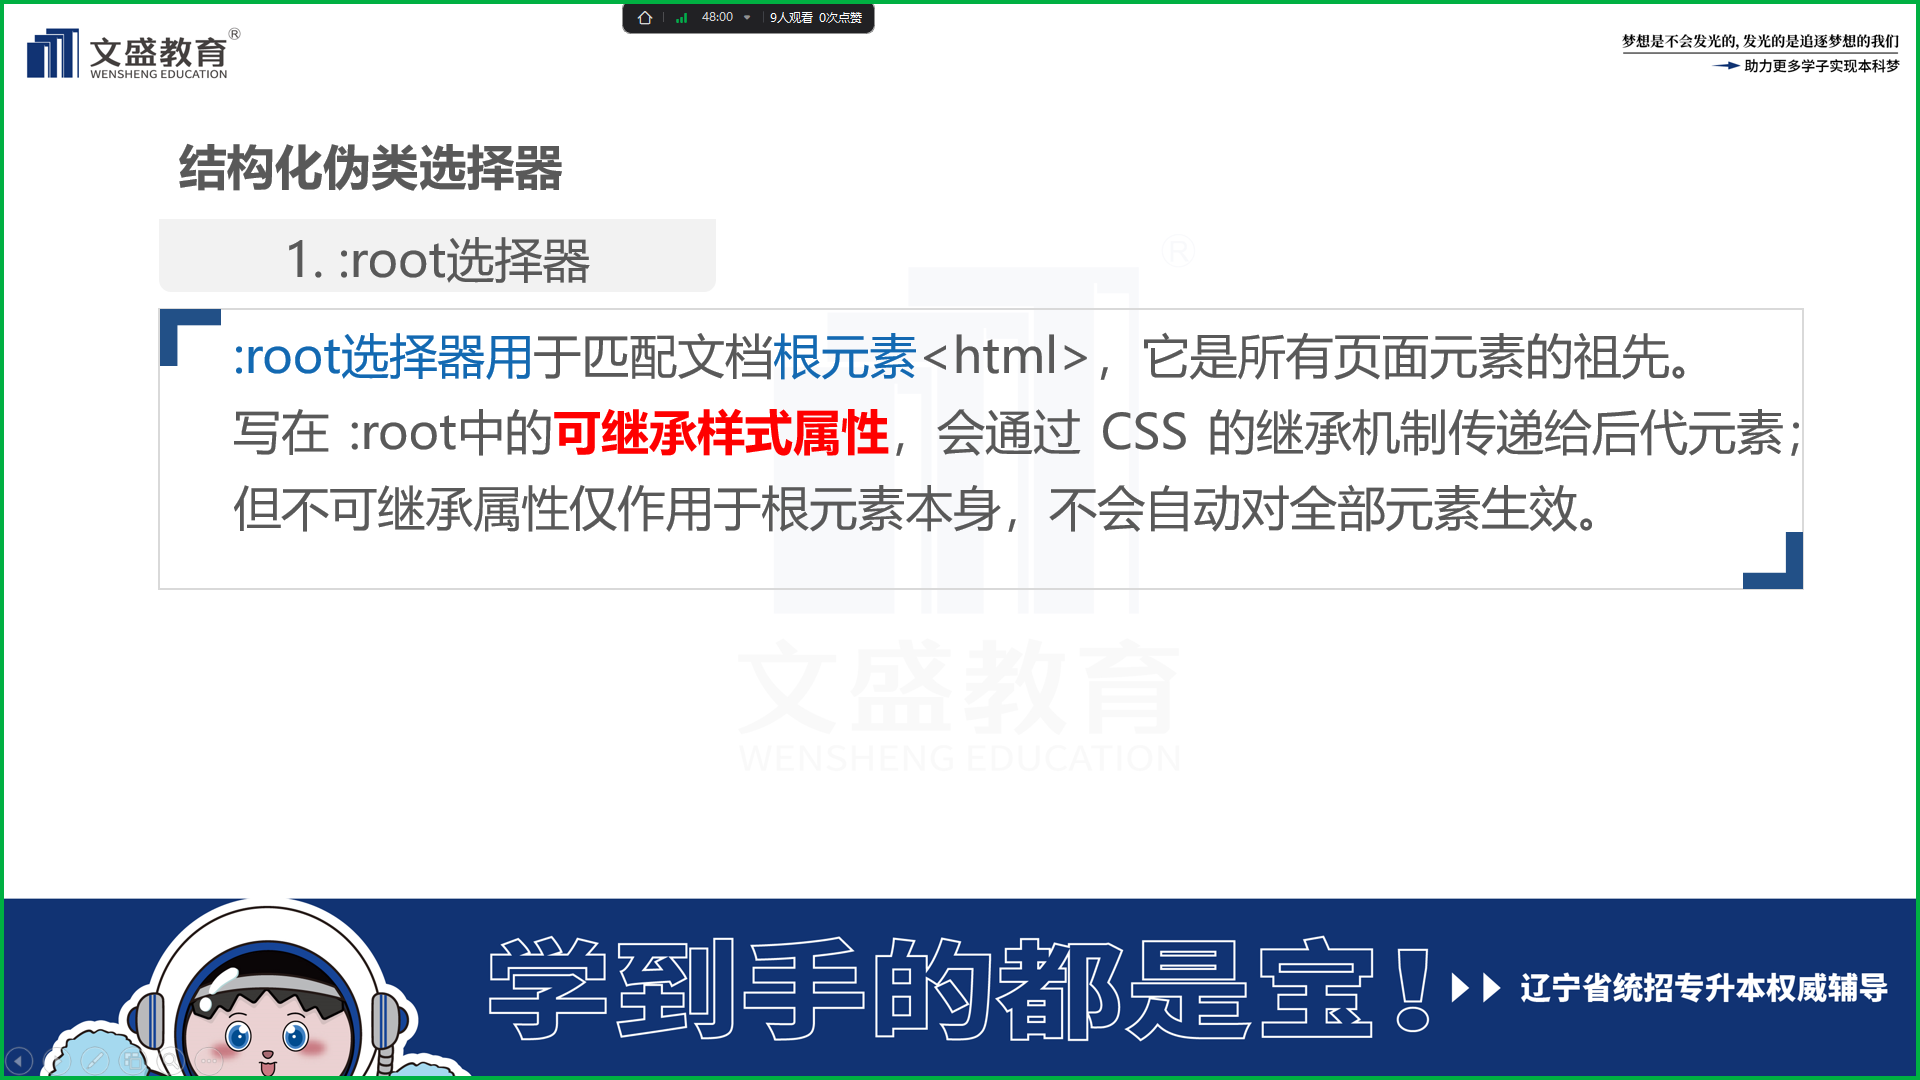 48:00 9人观看 0次点赞
文盛教育®
WENSHENG EDUCATION
梦想是不会发光的, 发光的是追逐梦想的我们
助力更多学子实现本科梦
结构化伪类选择器
1. :root选择器
:root选择器用于匹配文档根元素<html>，它是所有页面元素的祖先。
写在 :root中的可继承样式属性，会通过 CSS 的继承机制传递给后代元素；
但不可继承属性仅作用于根元素本身，不会自动对全部元素生效。
®
文盛教育
WENSHENG EDUCATION
学到手的都是宝！
辽宁省统招专升本权威辅导